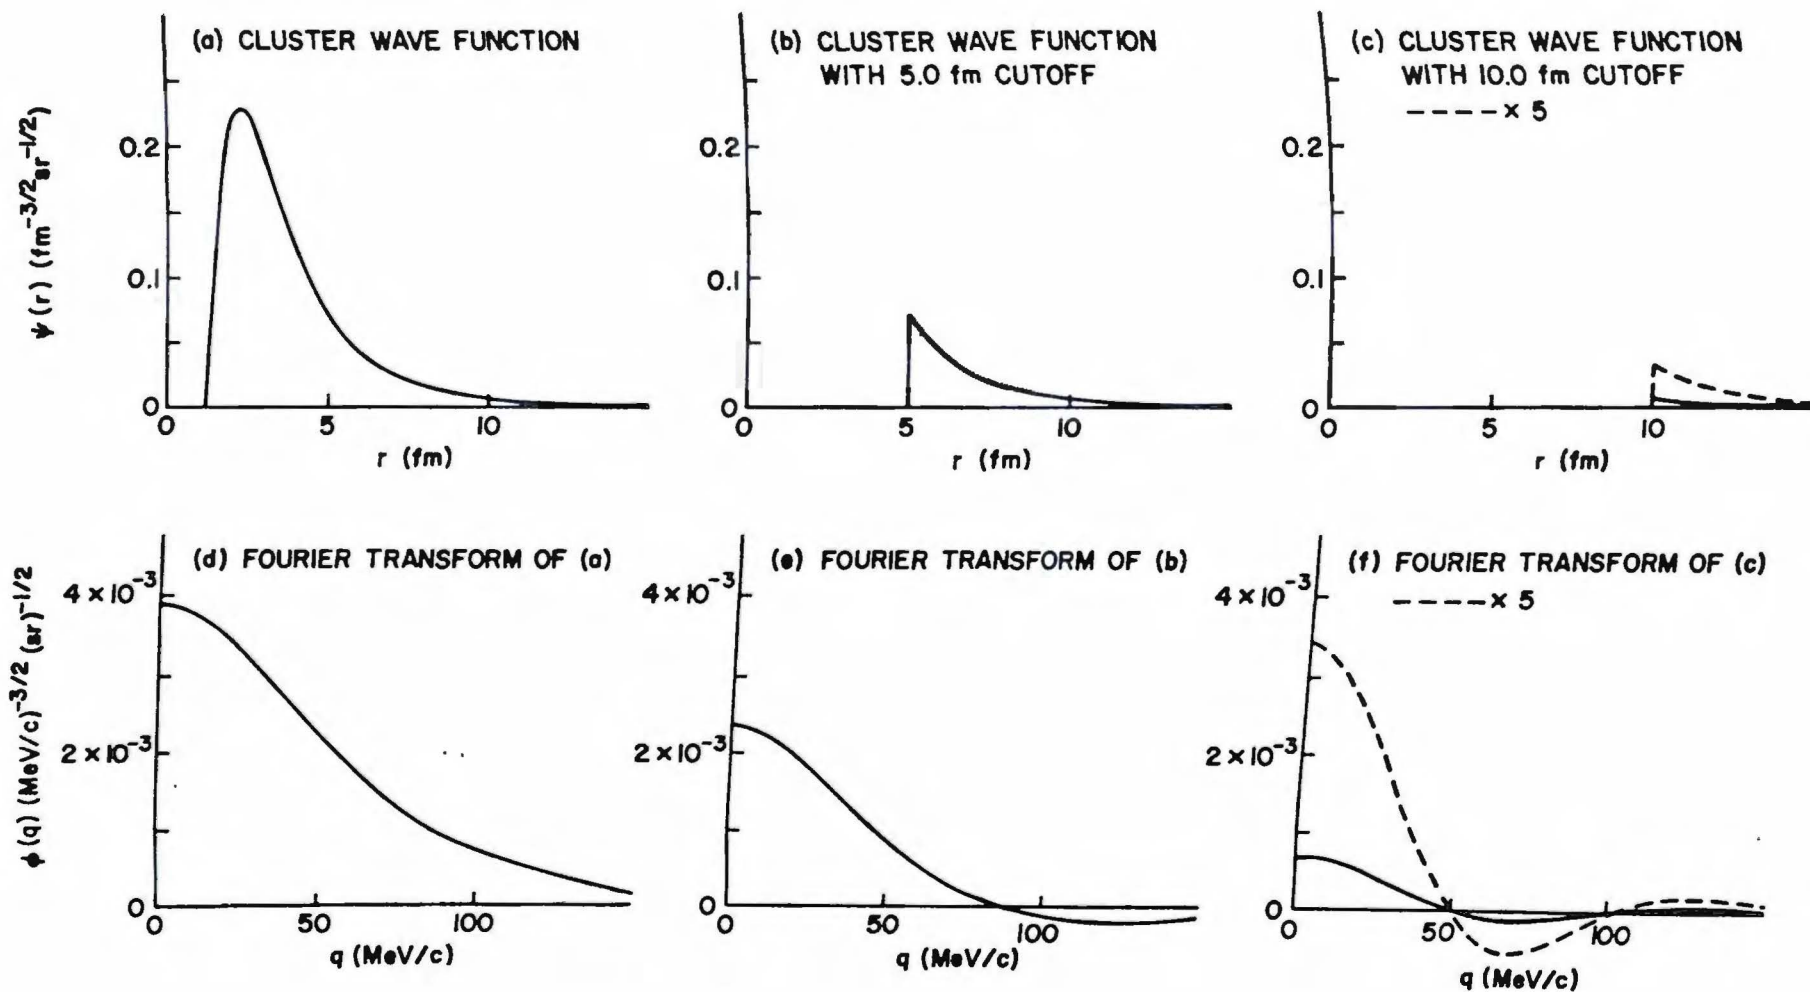 (a) CLUSTER WAVE FUNCTION
ψ(r) (fm^-3/2 sr^-1/2)
0.2
0.1
0
0 5 10
r (fm)
(b) CLUSTER WAVE FUNCTION
WITH 5.0 fm CUTOFF
0.2
0.1
0
0 5 10
r (fm)
(c) CLUSTER WAVE FUNCTION
WITH 10.0 fm CUTOFF
-----× 5
0.2
0.1
0
0 5 10
r (fm)
(d) FOURIER TRANSFORM OF (a)
φ(q) (MeV/c)^-3/2 (sr)^-1/2
4×10^-3
2×10^-3
0
0 50 100
q (MeV/c)
(e) FOURIER TRANSFORM OF (b)
4×10^-3
2×10^-3
0
0 50 100
q (MeV/c)
(f) FOURIER TRANSFORM OF (c)
-----× 5
4×10^-3
2×10^-3
0
0 50 100
q (MeV/c)